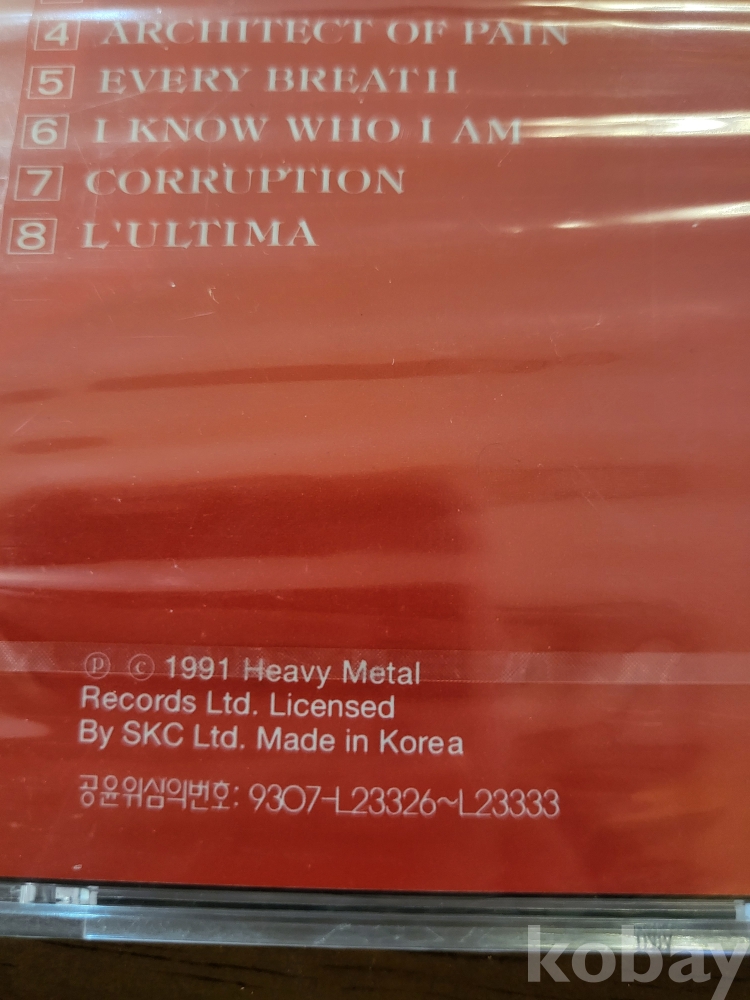 4 ARCHITECT OF PAIN
5 EVERY BREATH
6 I KNOW WHO I AM
7 CORRUPTION
8 L'ULTIMA
℗ © 1991 Heavy Metal
Records Ltd. Licensed
By SKC Ltd. Made in Korea
공윤위심의번호: 9307-L23326~L23333
kobay